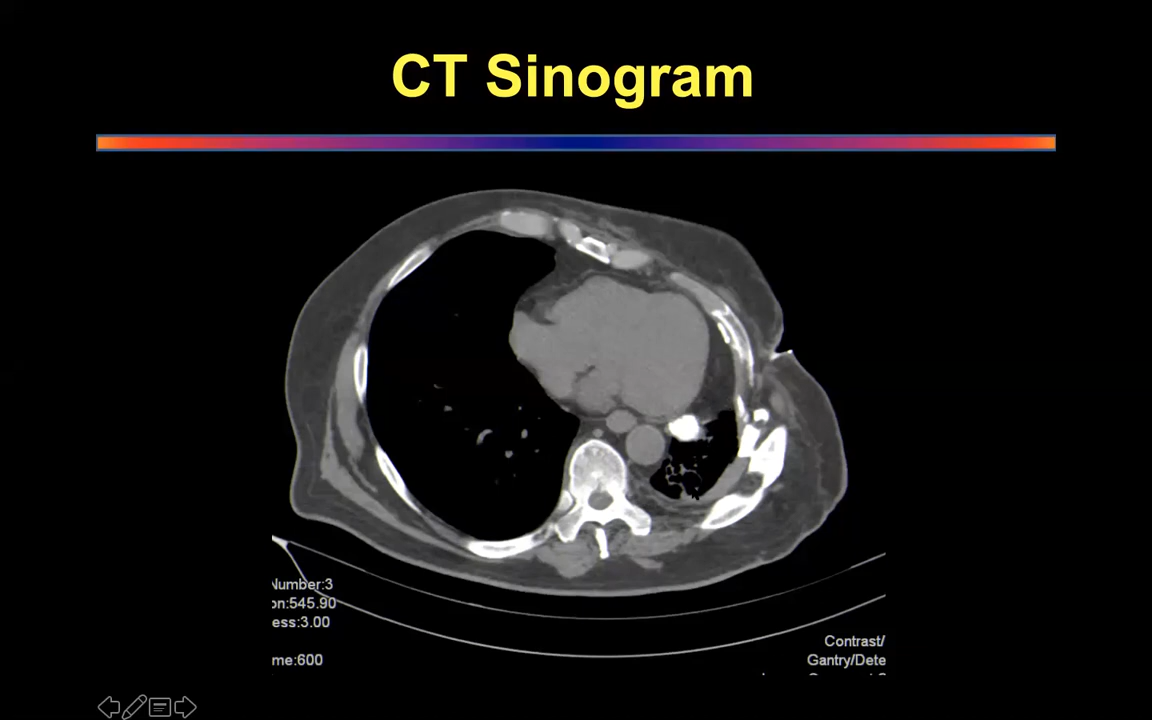 CT Sinogram
Number:3
on:545.90
ess:3.00
me:600
Contrast/
Gantry/Dete